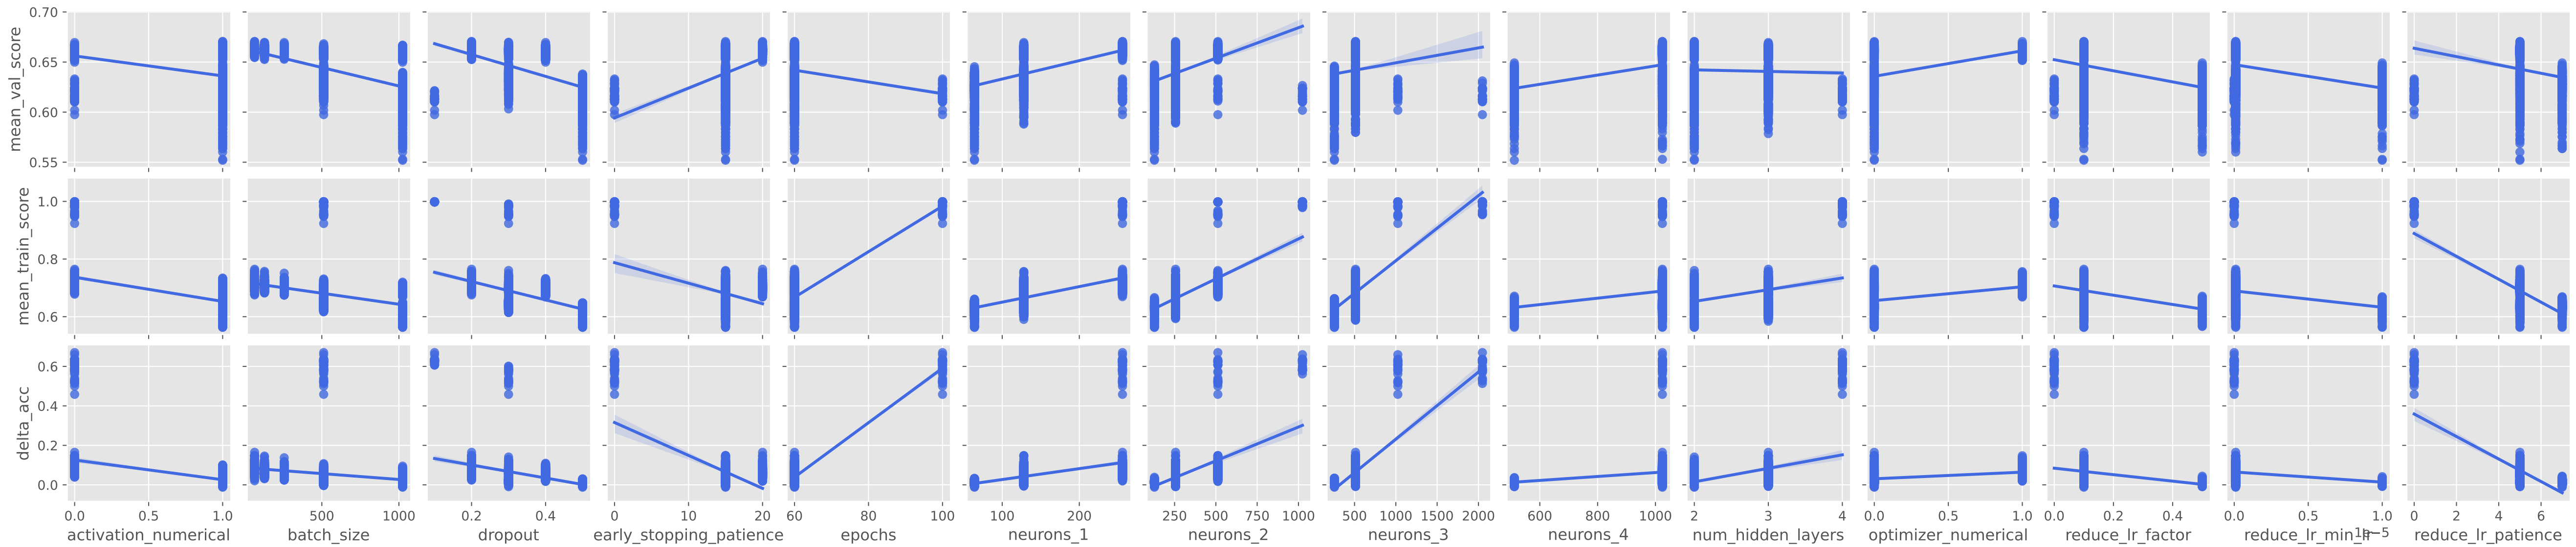 0.70
0.65
0.60
0.55
mean_val_score
1.0
0.8
0.6
mean_train_score
0.6
0.4
0.2
0.0
delta_acc
0.0 0.5 1.0 500 1000 0.2 0.4 0 10 20 60 80 100 100 200 250 500 750 1000 500 1000 1500 2000 600 800 1000 2 3 4 0.0 0.5 1.0 0.0 0.2 0.4 0.0 0.5 1.0 0 2 4 6
1e−5
activation_numerical batch_size dropout early_stopping_patience epochs neurons_1 neurons_2 neurons_3 neurons_4 num_hidden_layers optimizer_numerical reduce_lr_factor reduce_lr_min_lr reduce_lr_patience